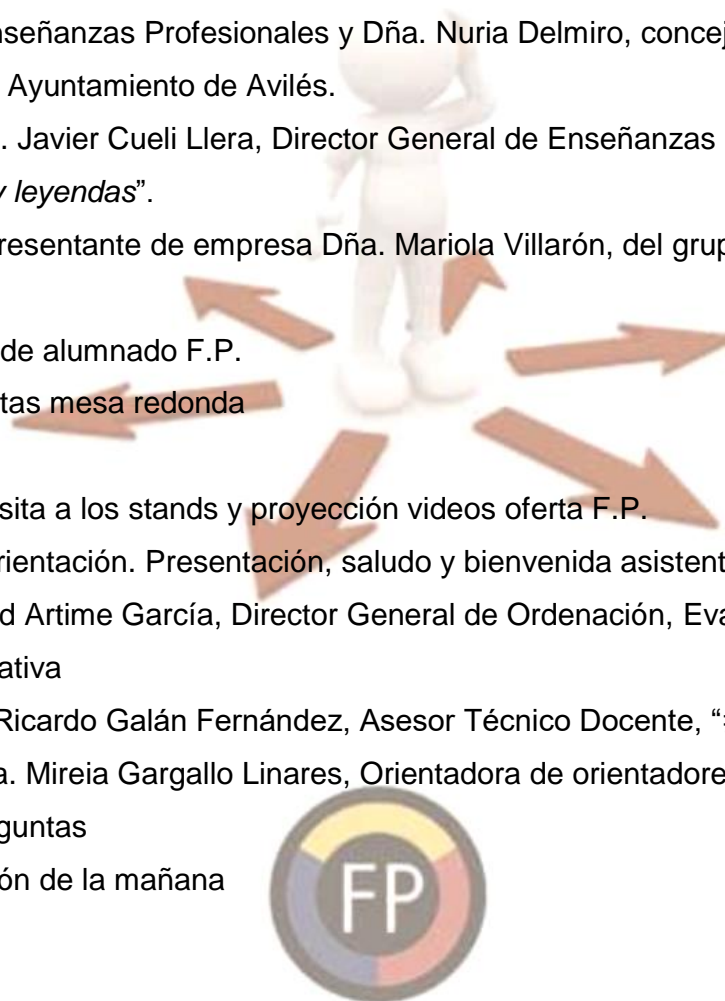 nseñanzas Profesionales y Dña. Nuria Delmiro, concej
Ayuntamiento de Avilés.
. Javier Cueli Llera, Director General de Enseñanzas
y leyendas”.
presentante de empresa Dña. Mariola Villarón, del grup
de alumnado F.P.
tas mesa redonda
sita a los stands y proyección videos oferta F.P.
rientación. Presentación, saludo y bienvenida asistent
d Artime García, Director General de Ordenación, Eva
ativa
Ricardo Galán Fernández, Asesor Técnico Docente, “
a. Mireia Gargallo Linares, Orientadora de orientadore
guntas
ón de la mañana
FP